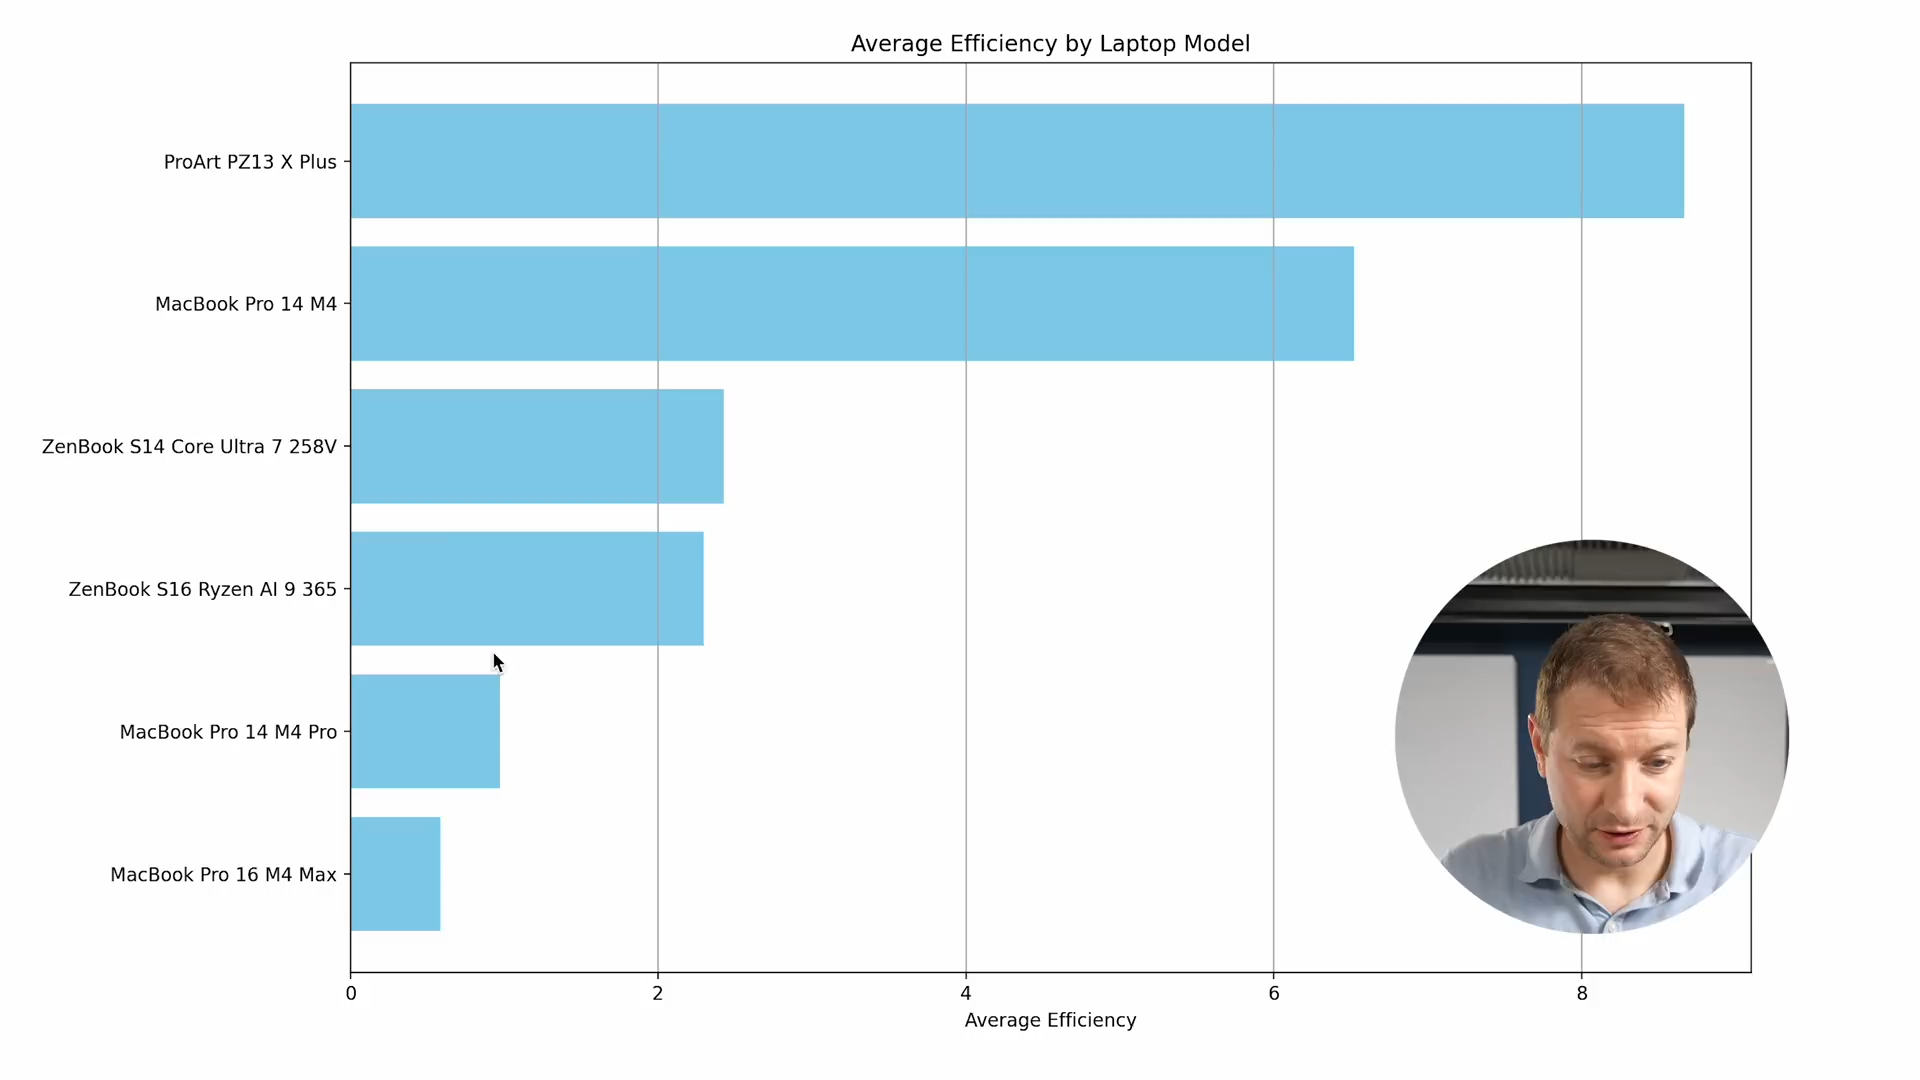 Average Efficiency by Laptop Model
ProArt PZ13 X Plus
MacBook Pro 14 M4
ZenBook S14 Core Ultra 7 258V
ZenBook S16 Ryzen AI 9 365
MacBook Pro 14 M4 Pro
MacBook Pro 16 M4 Max
0 2 4 6 8
Average Efficiency